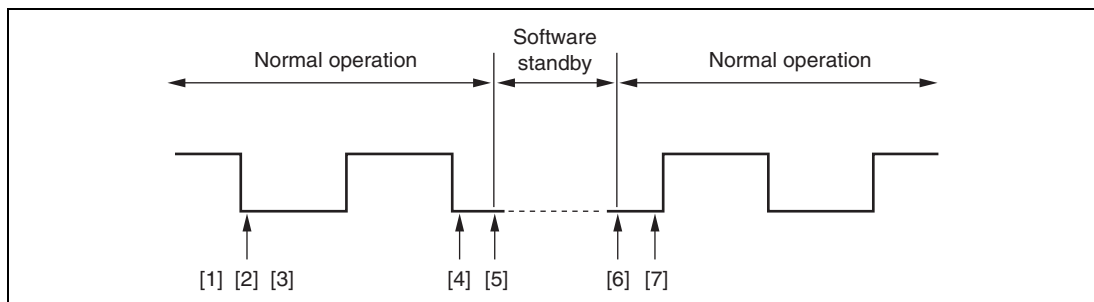 Software
standby
Normal operation
Normal operation
[1] [2] [3]
[4] [5]
[6] [7]